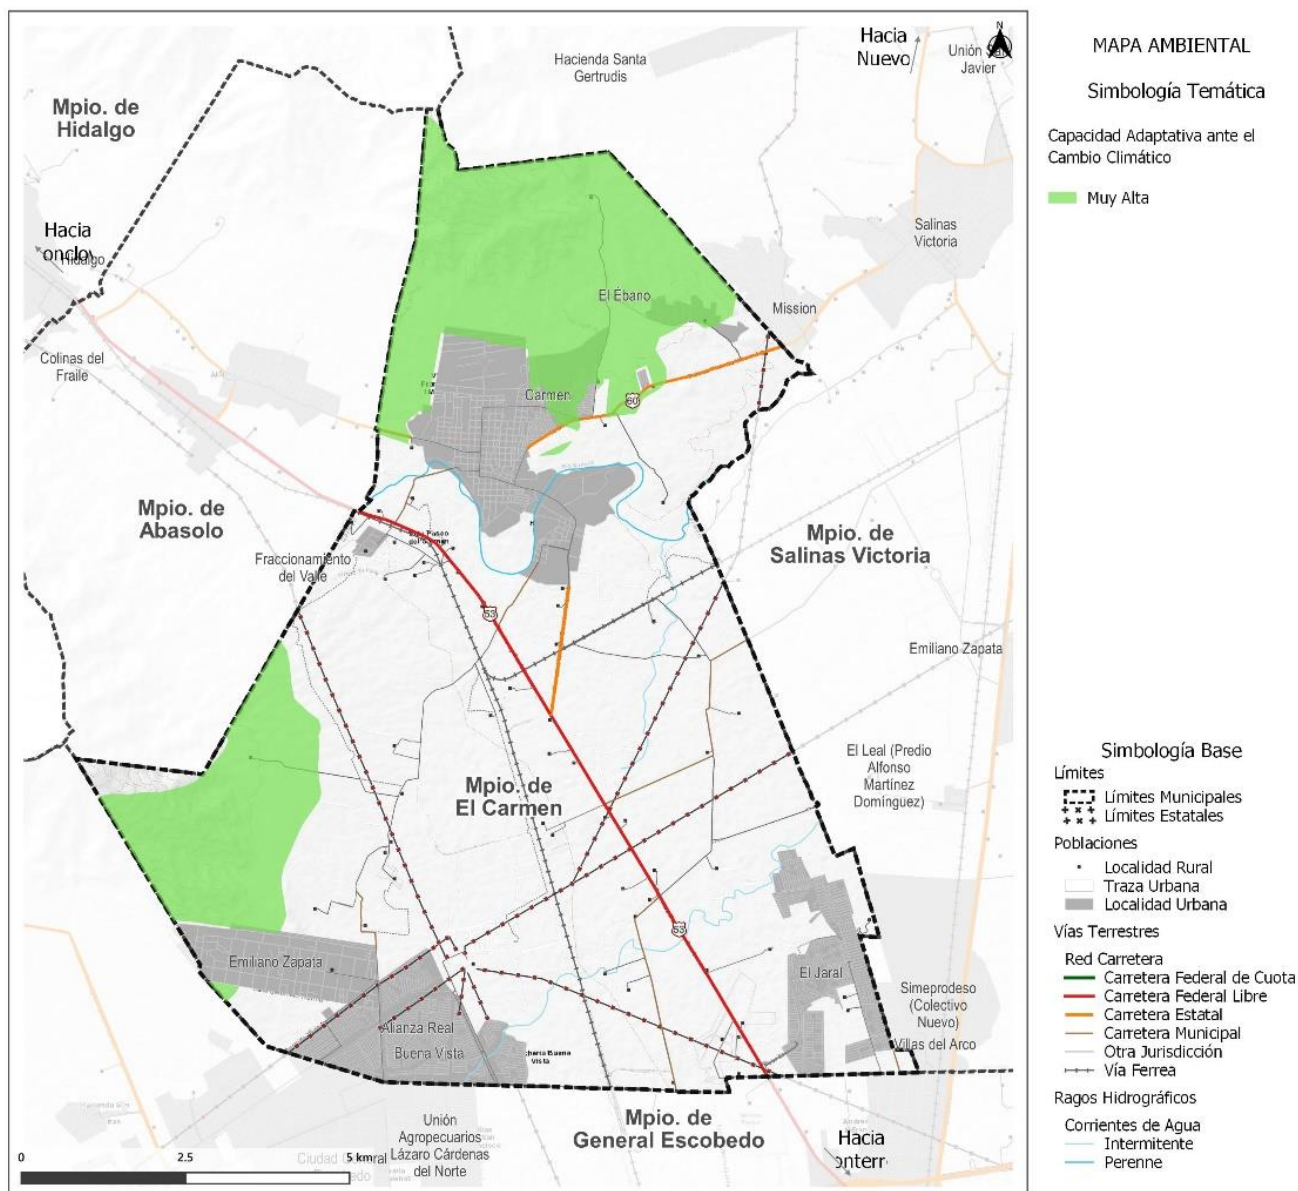 Hacia
Nuevo
N
Unión San
Javier
Hacienda Santa
Gertrudis
Mpio. de
Hidalgo
Hacia
onclov
Hidalgo
Salinas
Victoria
El Ébano
Mission
Colinas del
Fraile
Carmen
60
Mpio. de
Abasolo
Mpio. de
Salinas Victoria
Fraccionamiento
del Valle
53
Emiliano Zapata
El Leal (Predio
Alfonso
Martínez
Domínguez)
Mpio. de
El Carmen
53
Emiliano Zapata
El Jaral
Simeprodeso
(Colectivo
Nuevo)
Alianza Real
Buena Vista
Villas del Arco
Mpio. de
General Escobedo
Unión
Agropecuarios
Lázaro Cárdenas
del Norte
Hacia
onterr
0 2.5 5 km
MAPA AMBIENTAL
Simbología Temática
Capacidad Adaptativa ante el
Cambio Climático
Muy Alta
Simbología Base
Límites
Límites Municipales
Límites Estatales
Poblaciones
Localidad Rural
Traza Urbana
Localidad Urbana
Vías Terrestres
Red Carretera
Carretera Federal de Cuota
Carretera Federal Libre
Carretera Estatal
Carretera Municipal
Otra Jurisdicción
Vía Ferrea
Ragos Hidrográficos
Corrientes de Agua
Intermitente
Perenne